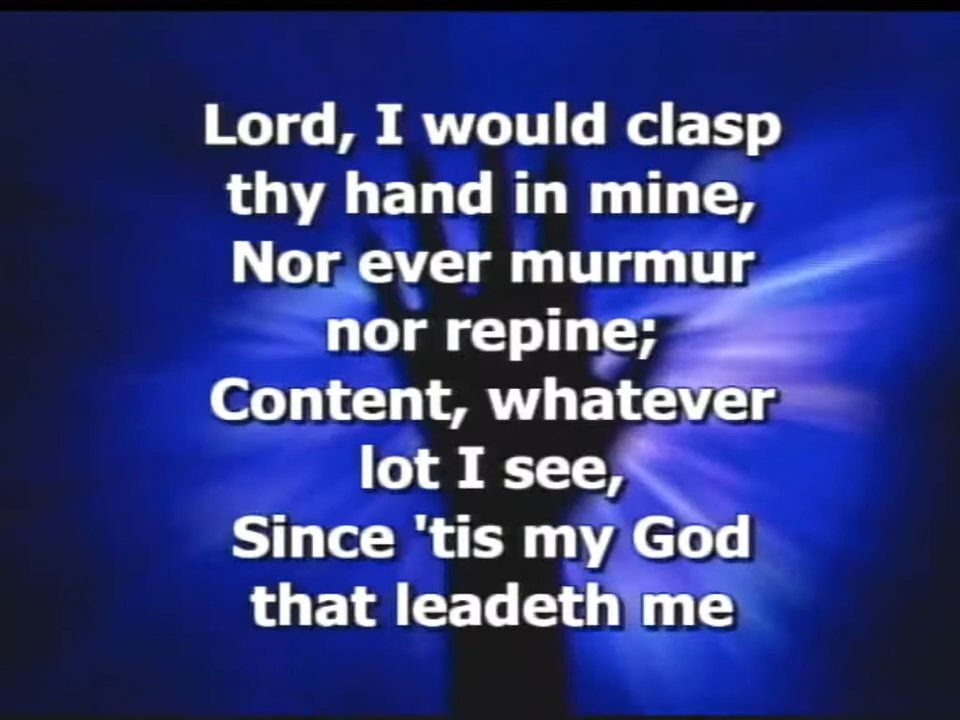 Lord, I would clasp
thy hand in mine,
Nor ever murmur
nor repine;
Content, whatever
lot I see,
Since 'tis my God
that leadeth me